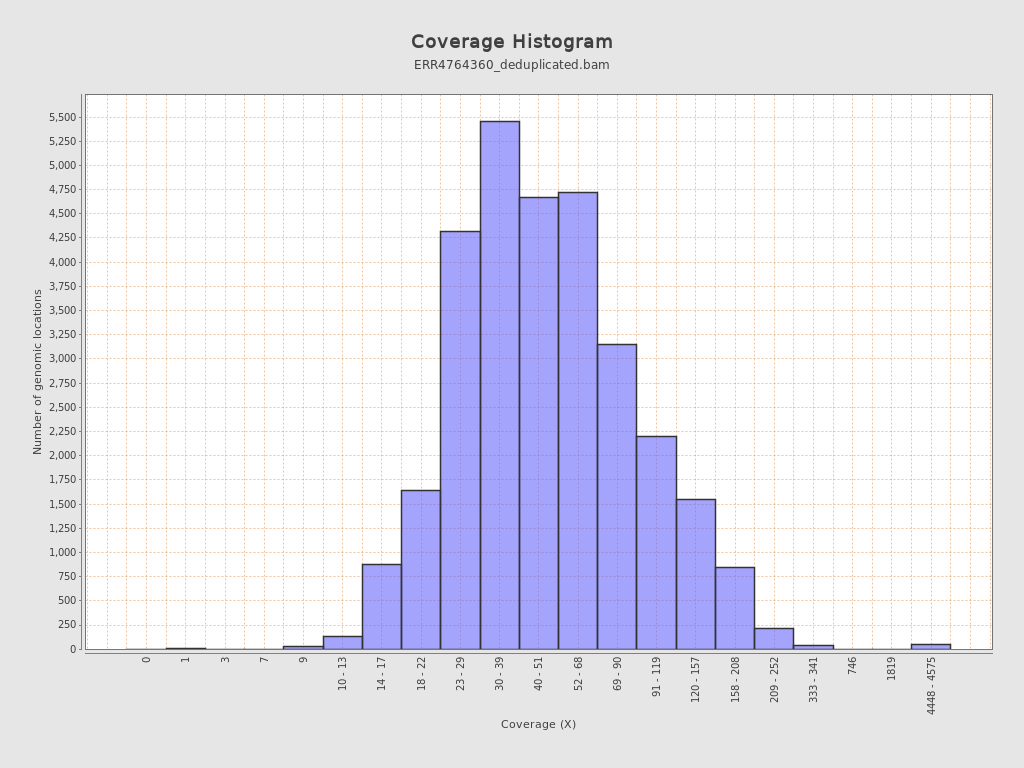 Coverage Histogram
ERR4764360_deduplicated.bam
Number of genomic locations
5,500
5,250
5,000
4,750
4,500
4,250
4,000
3,750
3,500
3,250
3,000
2,750
2,500
2,250
2,000
1,750
1,500
1,250
1,000
750
500
250
0
0
1
3
7
9
10 - 13
14 - 17
18 - 22
23 - 29
30 - 39
40 - 51
52 - 68
69 - 90
91 - 119
120 - 157
158 - 208
209 - 252
333 - 341
746
1819
4448 - 4575
Coverage (X)